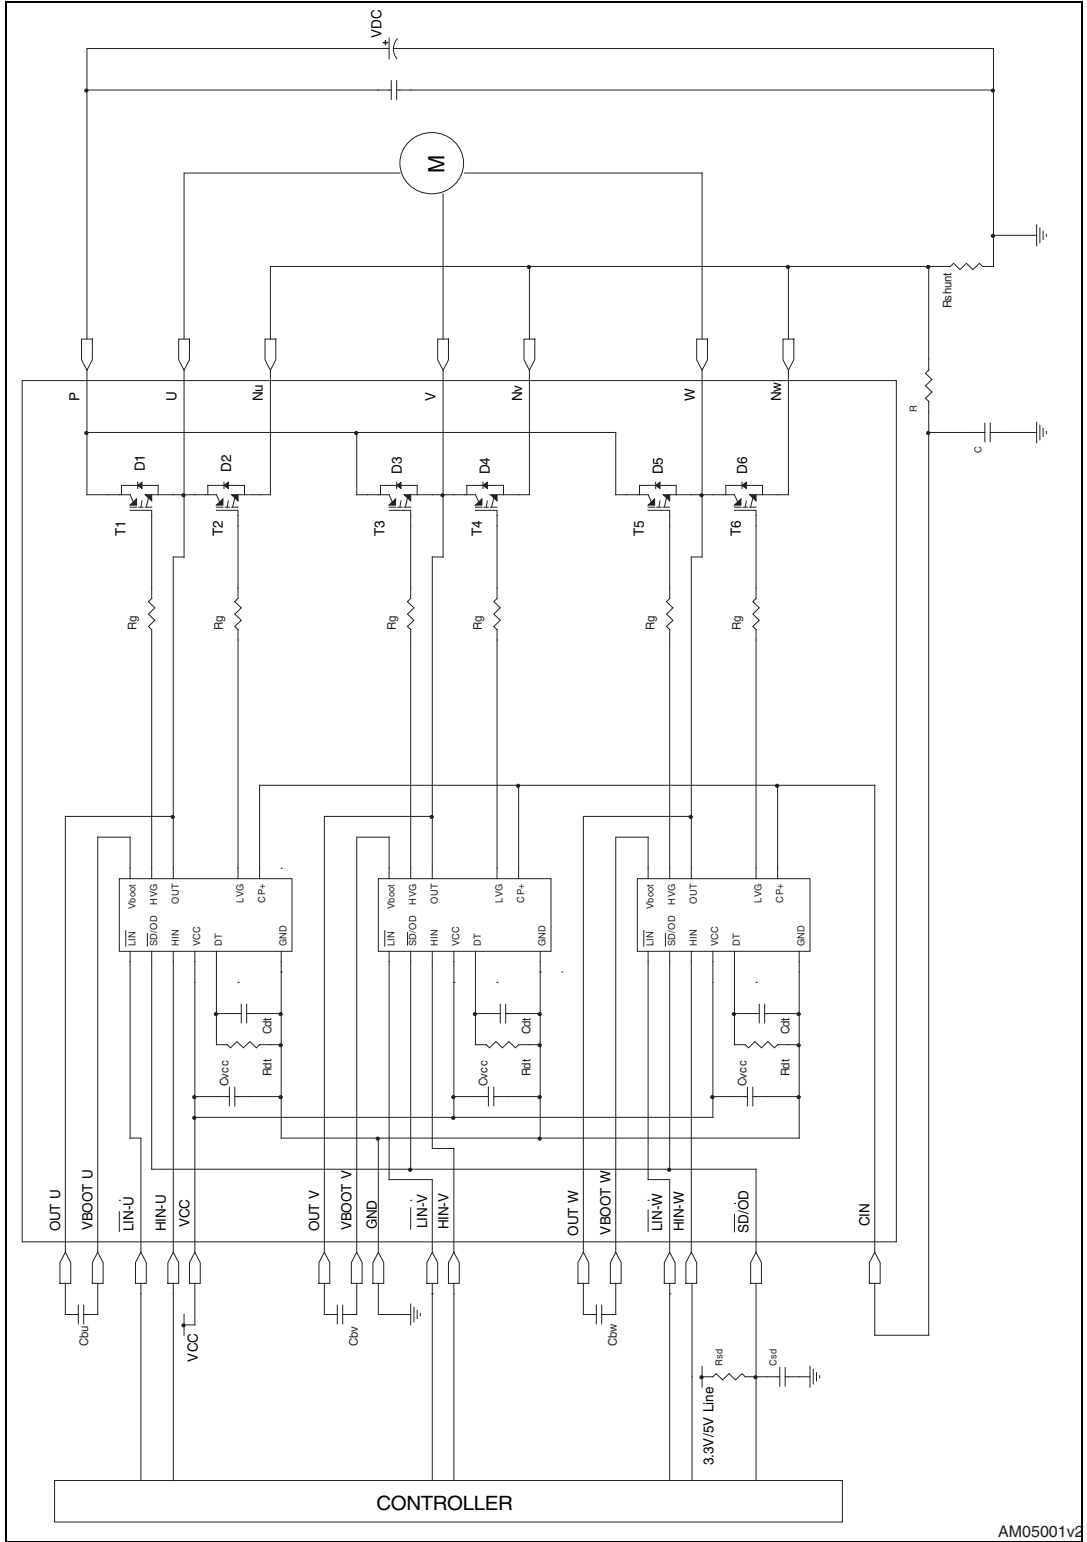 VDC
+
M
Rshunt
P
U
Nu
V
Nv
W
Nw
R
C
D1
D2
D3
D4
D5
D6
T1
T2
T3
T4
T5
T6
Rg
Rg
Rg
Rg
Rg
Rg
Vboot
HVG
OUT
LVG
CP+
LIN
SD/OD
HIN
VCC
DT
GND
Vboot
HVG
OUT
LVG
CP+
LIN
SD/OD
HIN
VCC
DT
GND
Vboot
HVG
OUT
LVG
CP+
LIN
SD/OD
HIN
VCC
DT
GND
Cdt
Rdt
Cvcc
Cdt
Rdt
Cvcc
Cdt
Rdt
Cvcc
OUT U
VBOOT U
LIN-U
HIN-U
VCC
OUT V
VBOOT V
GND
LIN-V
HIN-V
OUT W
VBOOT W
LIN-W
HIN-W
SD/OD
CIN
Cbu
VCC
Cbv
Cbw
Rsd
Csd
3.3V/5V Line
CONTROLLER
AM05001v2